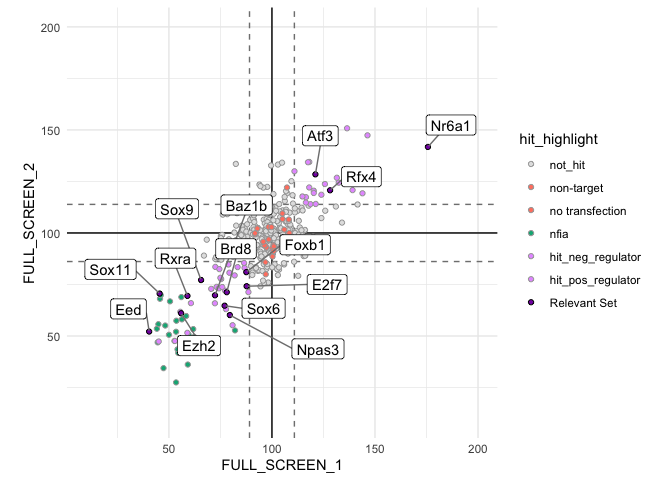 200
150
100
50
FULL_SCREEN_2
Nr6a1
Atf3
Rfx4
Baz1b
Sox9
Brd8
Foxb1
Rxra
Sox11
E2f7
Eed
Sox6
Ezh2
Npas3
50
100
150
200
FULL_SCREEN_1
hit_highlight
not_hit
non-target
no transfection
nfia
hit_neg_regulator
hit_pos_regulator
Relevant Set